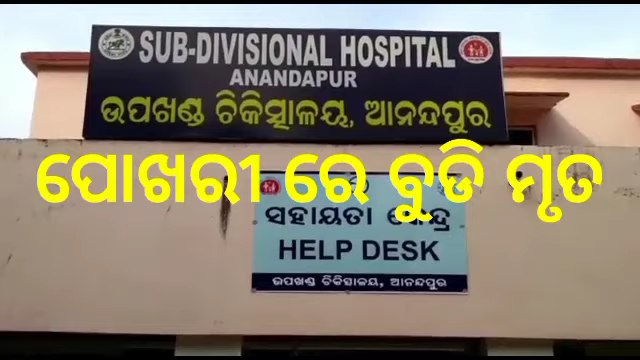 SUB-DIVISIONAL HOSPITAL
ANANDAPUR
ଉପଖଣ୍ଡ ଚିକିତ୍ସାଳୟ, ଆନନ୍ଦପୁର
ପୋଖରୀ ରେ ବୁଡି ମୃତ
ସହାୟତା କେନ୍ଦ୍ର
HELP DESK
ଉପଖଣ୍ଡ ଚିକିତ୍ସାଳୟ, ଆନନ୍ଦପୁର